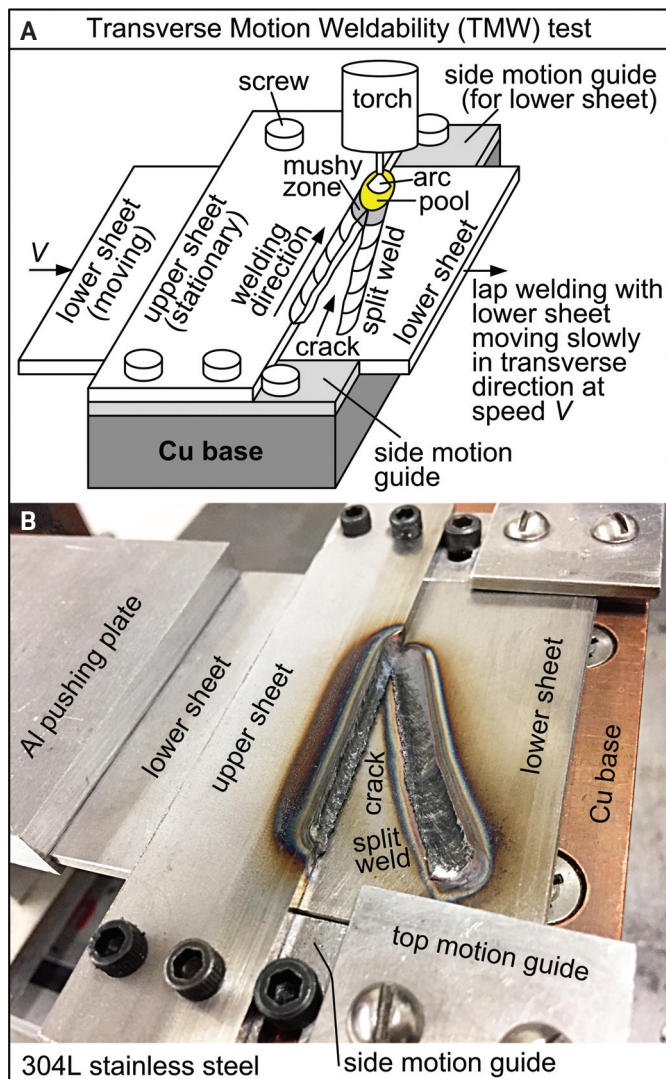 A
Transverse Motion Weldability (TMW) test
screw
torch
side motion guide
(for lower sheet)
mushy
zone
arc
pool
V
lower sheet
(moving)
upper sheet
(stationary)
welding
direction
split weld
lower sheet
crack
lap welding with
lower sheet
moving slowly
in transverse
direction at
speed V
Cu base
side motion
guide
B
Al pushing plate
lower sheet
upper sheet
crack
split
weld
lower sheet
Cu base
top motion guide
304L stainless steel
side motion guide